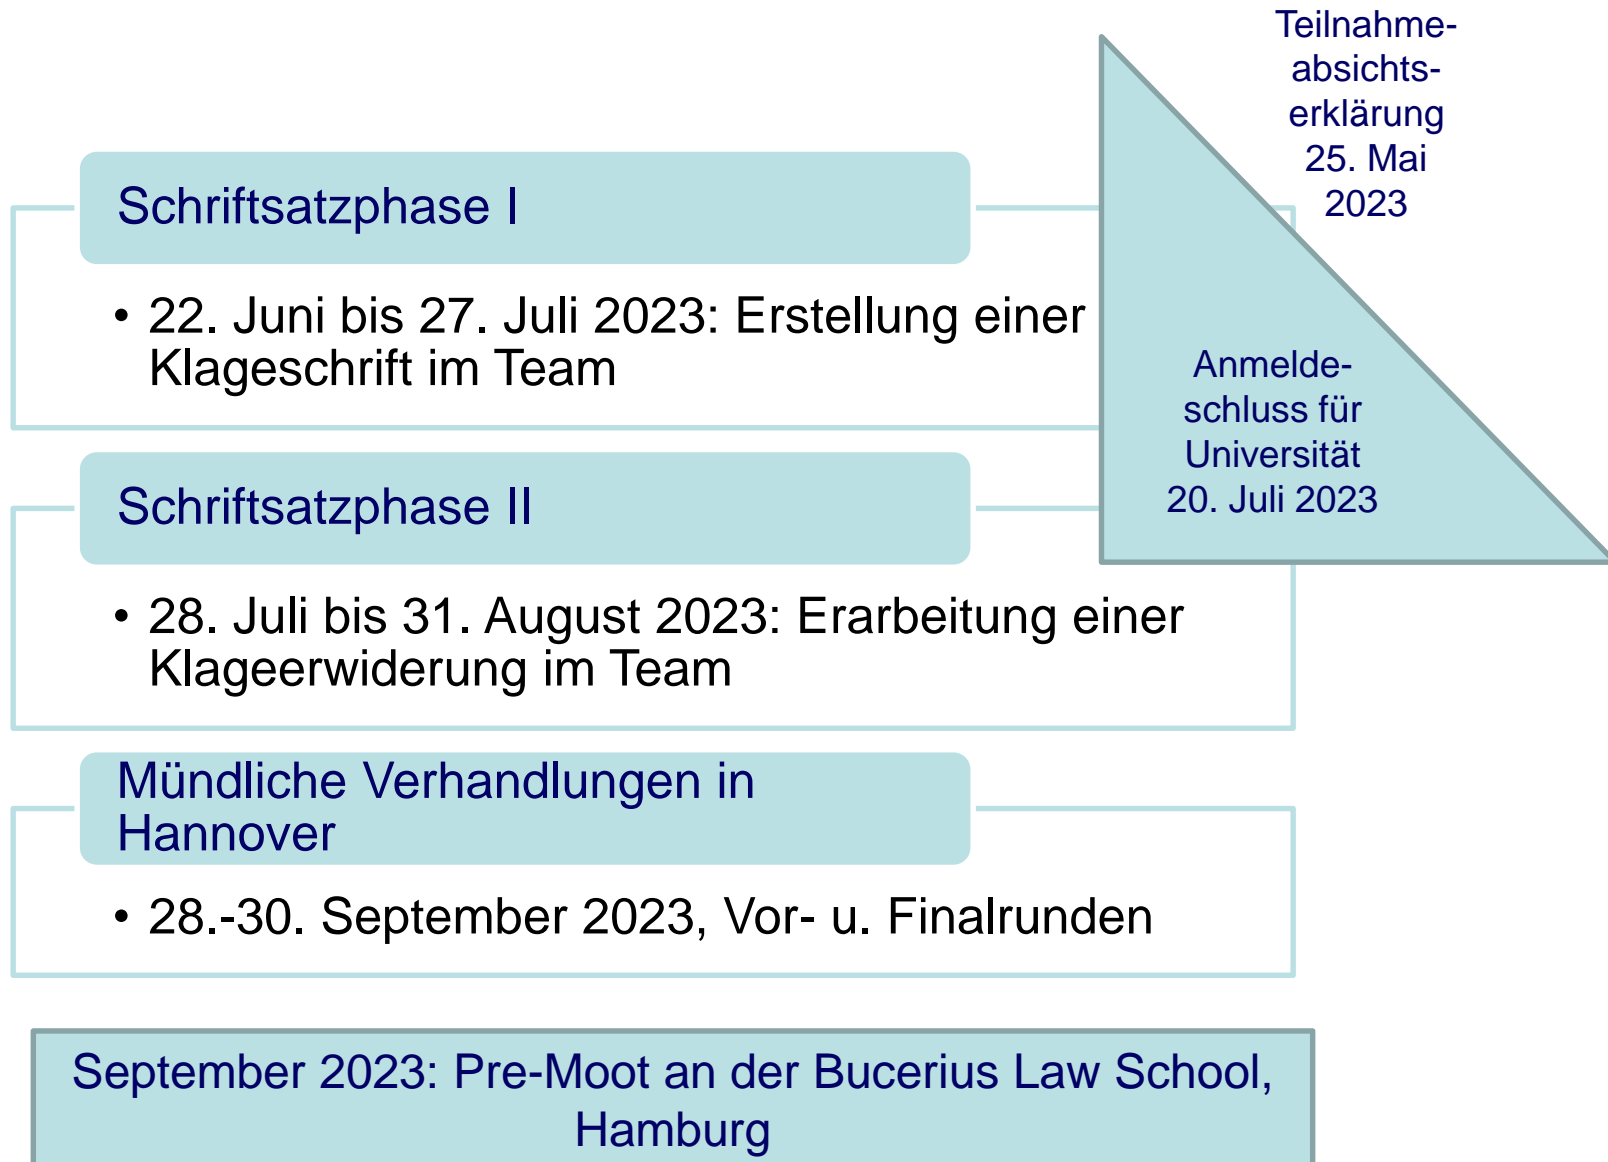 Teilnahme-
absichts-
erklärung
25. Mai
2023
Schriftsatzphase I
• 22. Juni bis 27. Juli 2023: Erstellung einer
Klageschrift im Team
Anmelde-
schluss für
Universität
20. Juli 2023
Schriftsatzphase II
• 28. Juli bis 31. August 2023: Erarbeitung einer
Klageerwiderung im Team
Mündliche Verhandlungen in
Hannover
• 28.-30. September 2023, Vor- u. Finalrunden
September 2023: Pre-Moot an der Bucerius Law School,
Hamburg